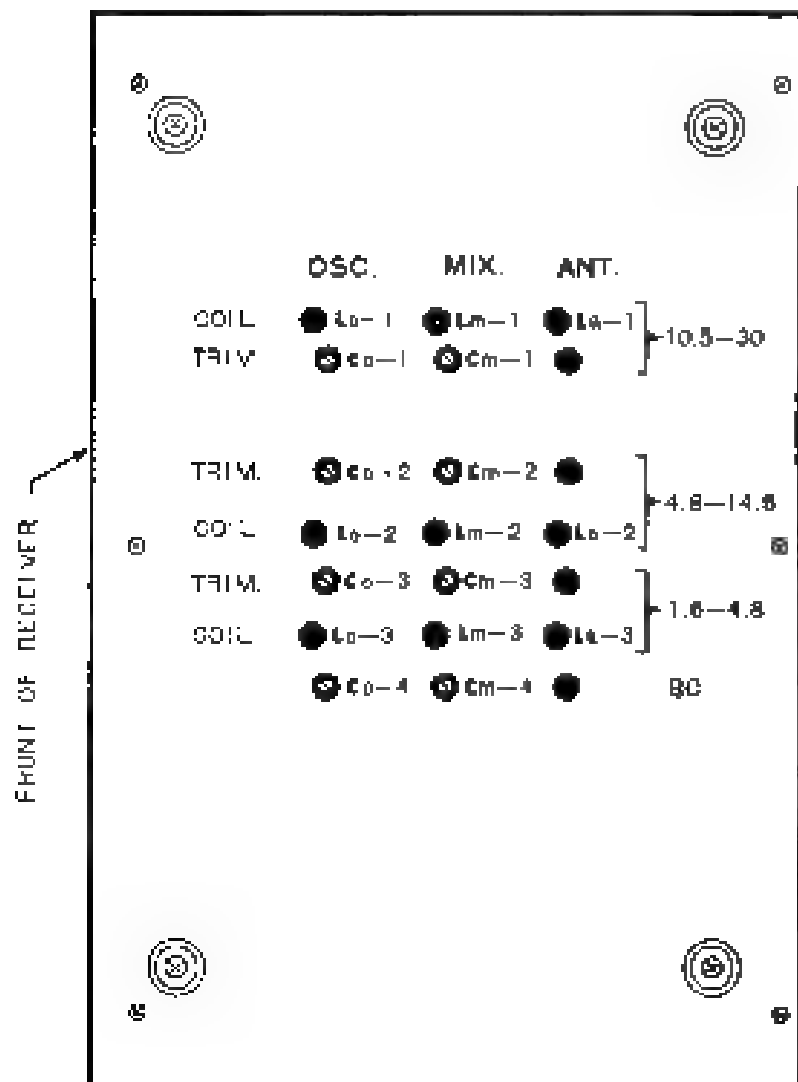 OSC. MIX. ANT.
COIL Lo-1 Lm-1 La-1
10.5-30
TRIM Co-1 Cm-1
TRIM. Co-2 Cm-2
4.8-14.5
COIL Lo-2 Lm-2 La-2
TRIM. Co-3 Cm-3
1.6-4.8
COIL Lo-3 Lm-3 La-3
Co-4 Cm-4 BC
FRONT OF RECEIVER